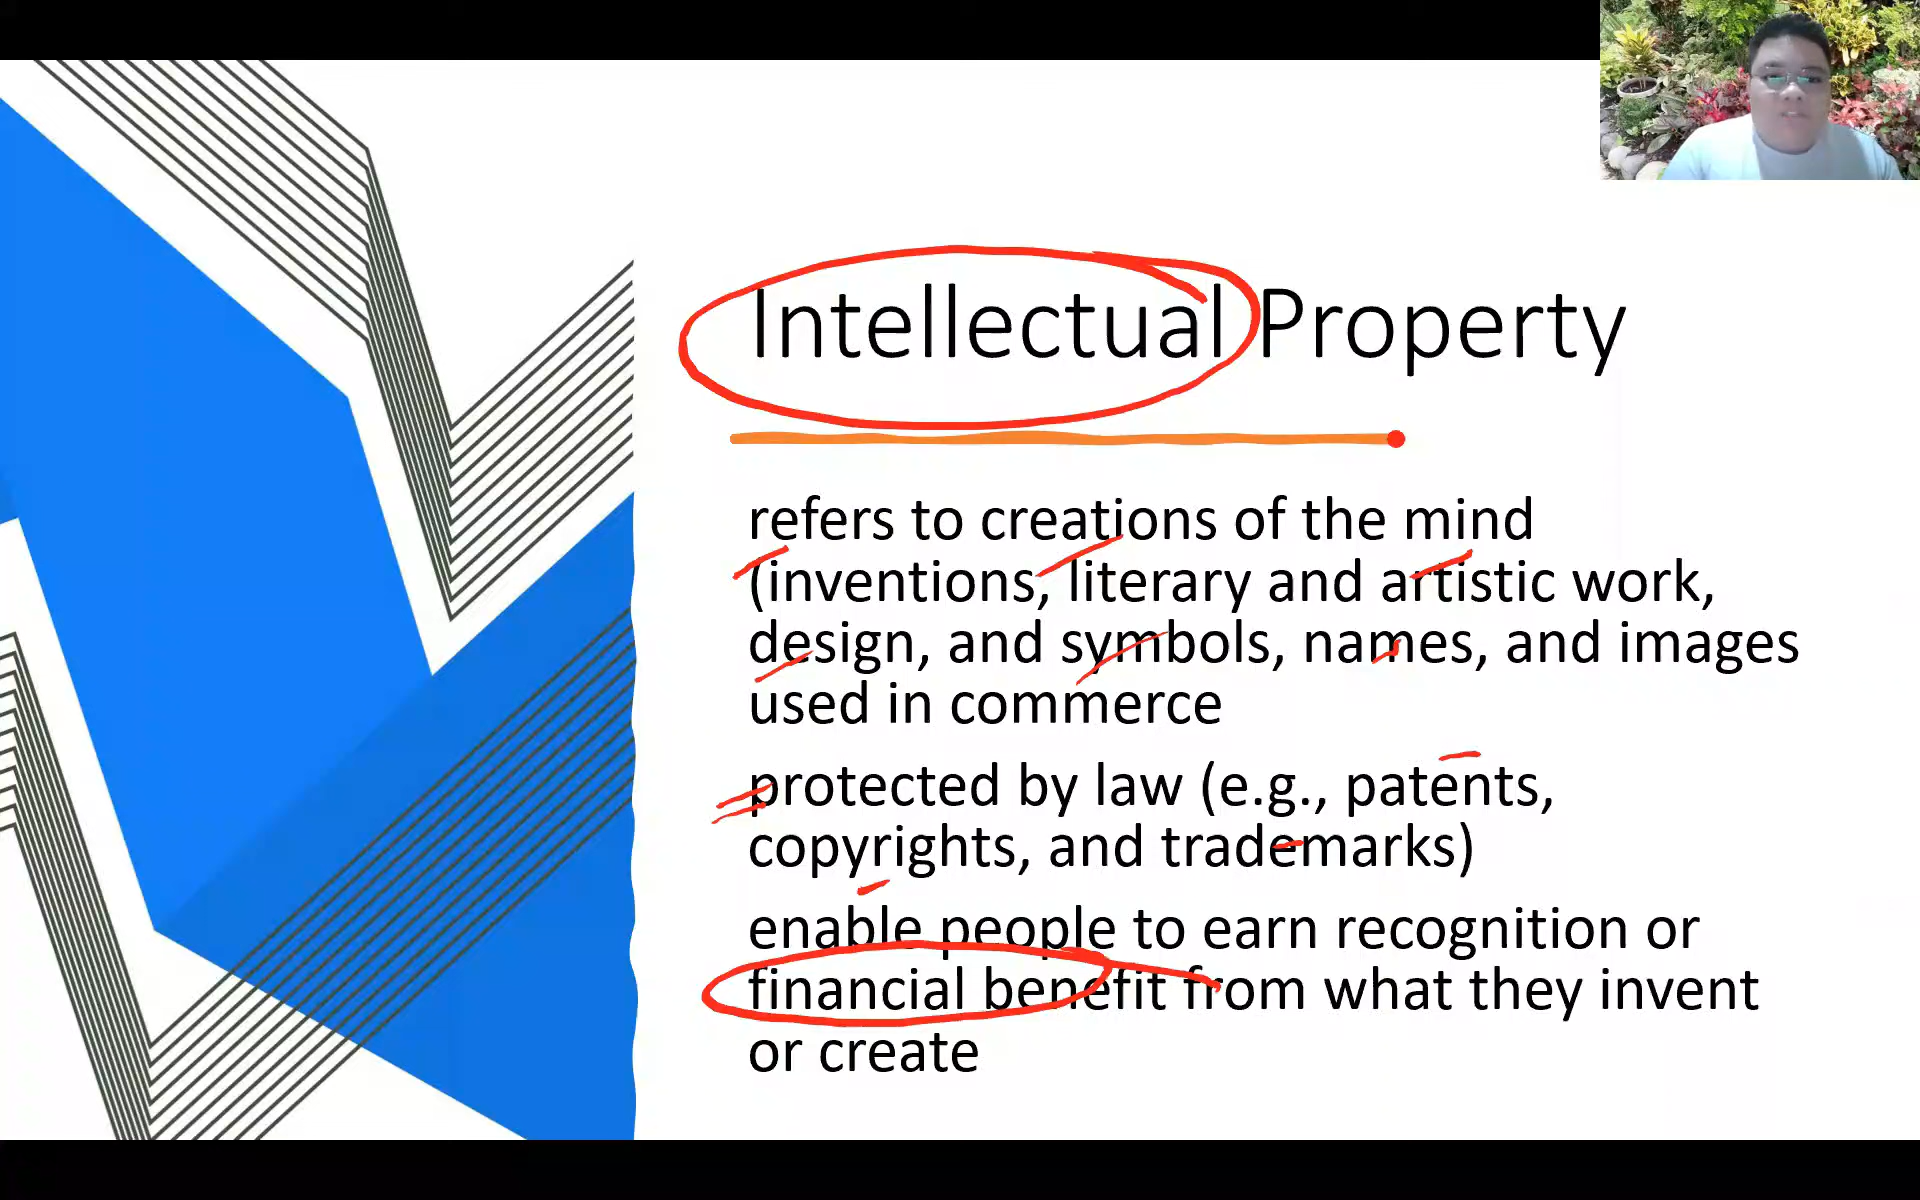 Intellectual Property
refers to creations of the mind
(inventions, literary and artistic work,
design, and symbols, names, and images
used in commerce
protected by law (e.g., patents,
copyrights, and trademarks)
enable people to earn recognition or
financial benefit from what they invent
or create